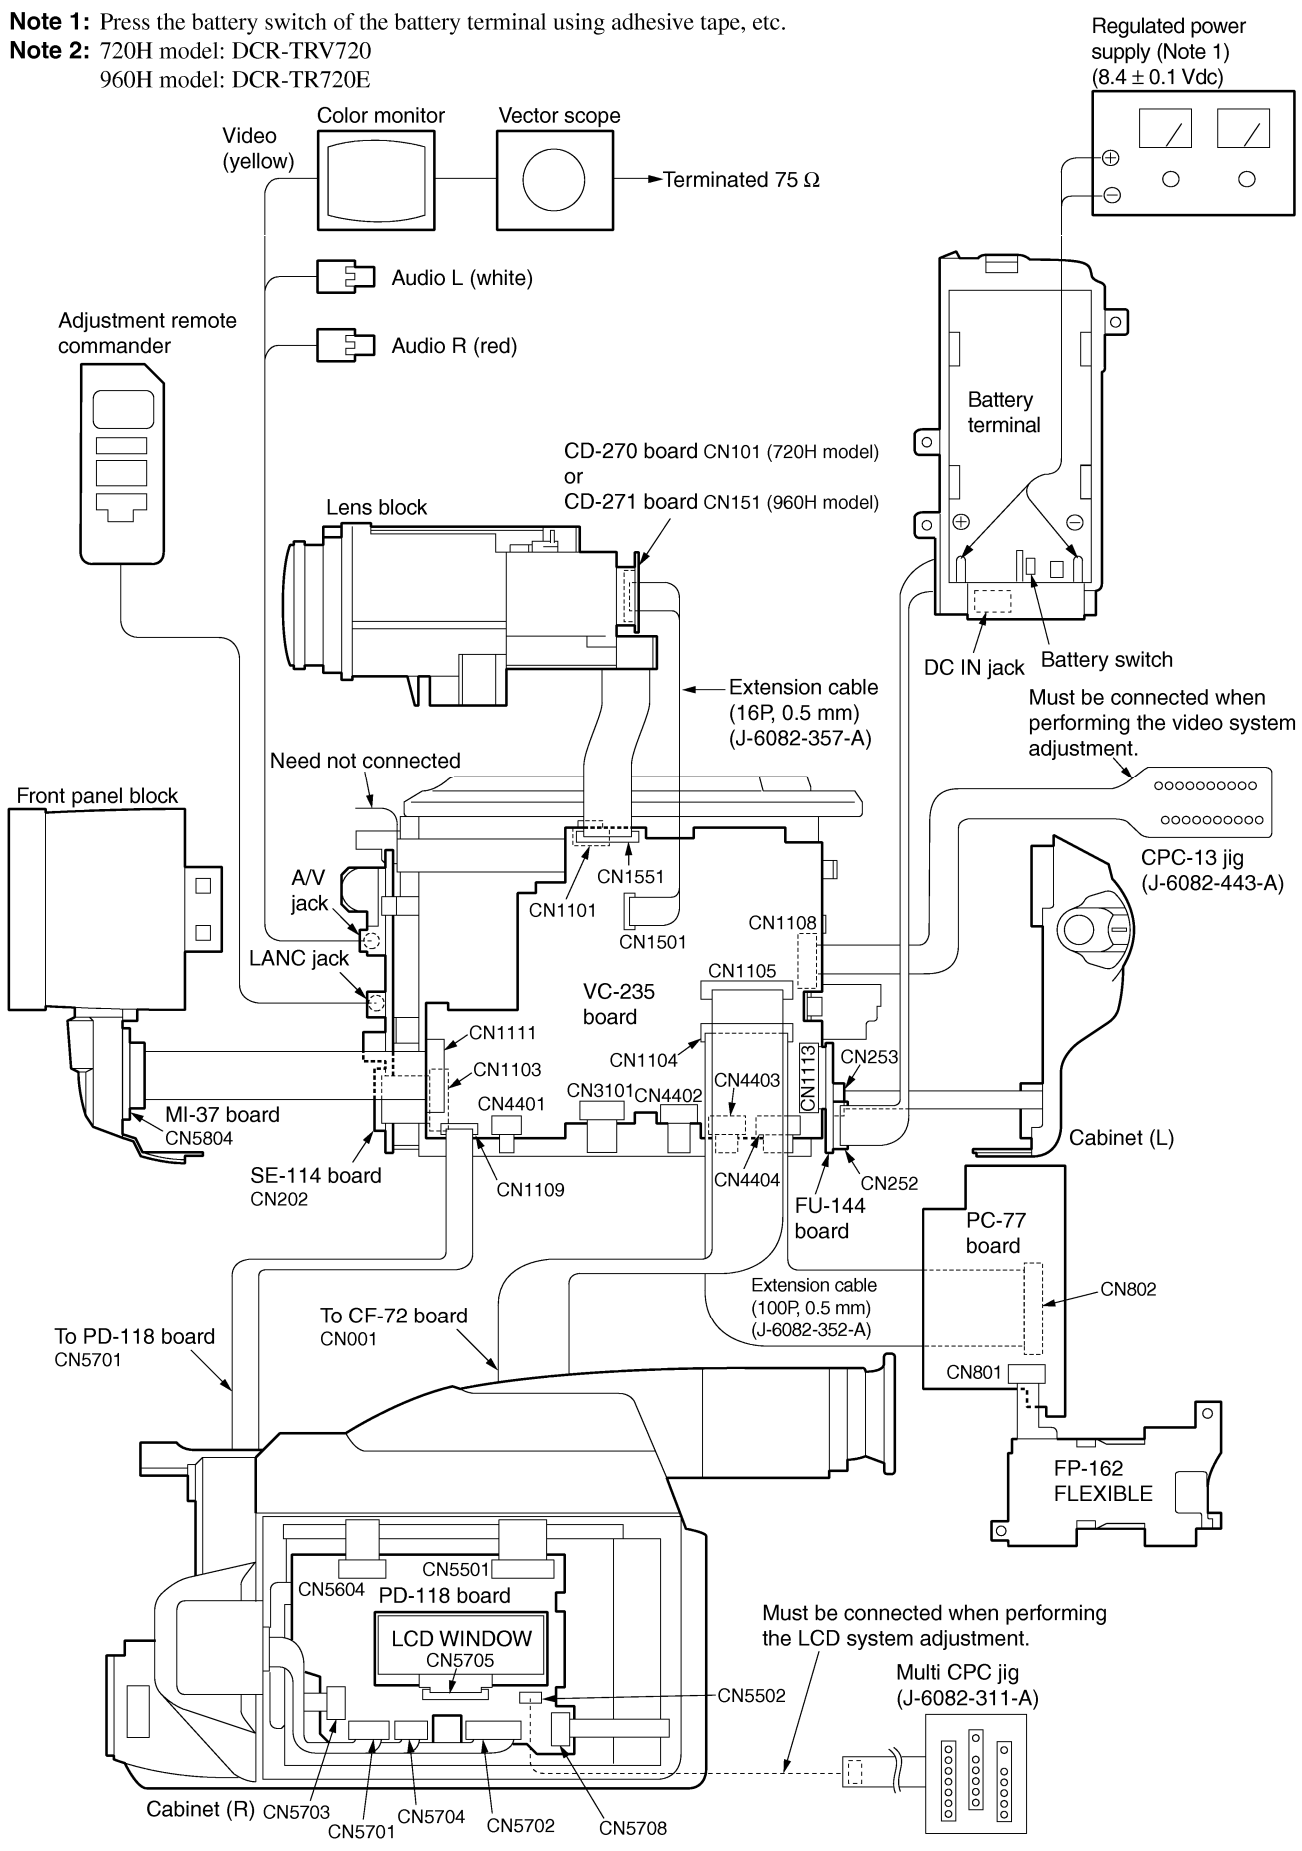 Note 1: Press the battery switch of the battery terminal using adhesive tape, etc.
Note 2: 720H model: DCR-TRV720
960H model: DCR-TR720E
Regulated power
supply (Note 1)
(8.4 ± 0.1 Vdc)
Color monitor
Vector scope
Video
(yellow)
Terminated 75 Ω
Audio L (white)
Audio R (red)
Adjustment remote
commander
Battery
terminal
CD-270 board CN101 (720H model)
or
CD-271 board CN151 (960H model)
Lens block
DC IN jack
Battery switch
Extension cable
(16P, 0.5 mm)
(J-6082-357-A)
Must be connected when
performing the video system
adjustment.
Need not connected
Front panel block
CPC-13 jig
(J-6082-443-A)
A/V
jack
CN1551
CN1101
CN1501
CN1108
LANC jack
CN1105
VC-235
board
CN1111
CN1104
CN1103
CN1113
CN253
CN4403
CN3101
CN4402
CN4401
MI-37 board
CN5804
Cabinet (L)
SE-114 board
CN202
CN1109
CN4404
CN252
FU-144
board
PC-77
board
Extension cable
(100P, 0.5 mm)
(J-6082-352-A)
CN802
To CF-72 board
CN001
To PD-118 board
CN5701
CN801
FP-162
FLEXIBLE
CN5501
CN5604
PD-118 board
LCD WINDOW
CN5705
Must be connected when performing
the LCD system adjustment.
Multi CPC jig
(J-6082-311-A)
CN5502
Cabinet (R)
CN5703
CN5701
CN5704
CN5702
CN5708